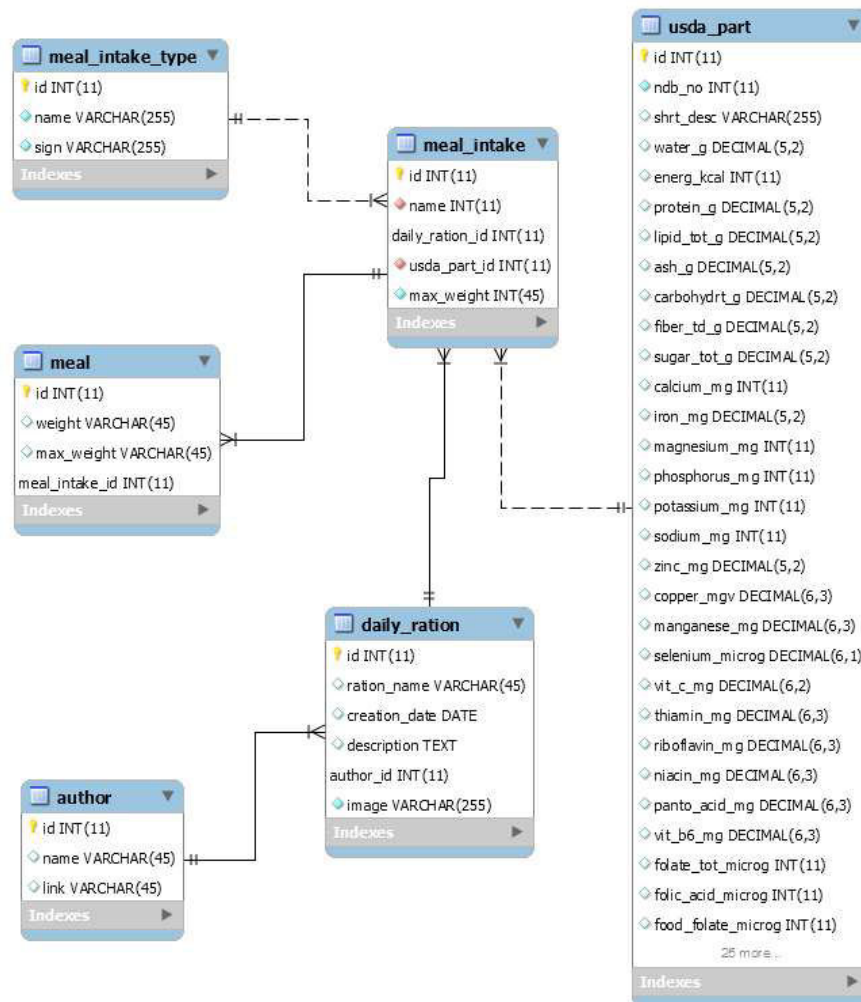 meal_intake_type
id INT(11)
name VARCHAR(255)
sign VARCHAR(255)
Indexes
meal_intake
id INT(11)
name INT(11)
daily_ration_id INT(11)
usda_part_id INT(11)
max_weight INT(45)
Indexes
meal
id INT(11)
weight VARCHAR(45)
max_weight VARCHAR(45)
meal_intake_id INT(11)
Indexes
daily_ration
id INT(11)
ration_name VARCHAR(45)
creation_date DATE
description TEXT
author_id INT(11)
image VARCHAR(255)
Indexes
author
id INT(11)
name VARCHAR(45)
link VARCHAR(45)
Indexes
usda_part
id INT(11)
ndb_no INT(11)
shrt_desc VARCHAR(255)
water_g DECIMAL(5,2)
energ_kcal INT(11)
protein_g DECIMAL(5,2)
lipid_tot_g DECIMAL(5,2)
ash_g DECIMAL(5,2)
carbohydrt_g DECIMAL(5,2)
fiber_td_g DECIMAL(5,2)
sugar_tot_g DECIMAL(5,2)
calcium_mg INT(11)
iron_mg DECIMAL(5,2)
magnesium_mg INT(11)
phosphorus_mg INT(11)
potassium_mg INT(11)
sodium_mg INT(11)
zinc_mg DECIMAL(5,2)
copper_mgv DECIMAL(6,3)
manganese_mg DECIMAL(6,3)
selenium_microg DECIMAL(6,1)
vit_c_mg DECIMAL(6,2)
thiamin_mg DECIMAL(6,3)
riboflavin_mg DECIMAL(6,3)
niacin_mg DECIMAL(6,3)
panto_acid_mg DECIMAL(6,3)
vit_b6_mg DECIMAL(6,3)
folate_tot_microg INT(11)
folic_acid_microg INT(11)
food_folate_microg INT(11)
25 more...
Indexes